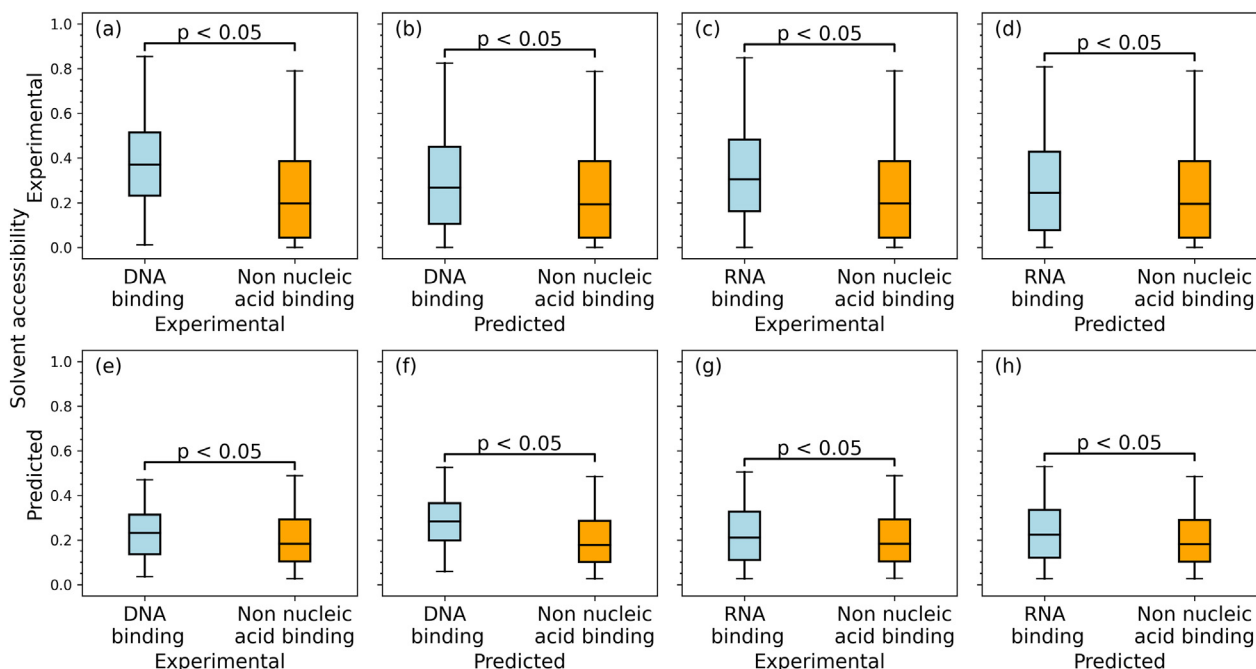 Solvent accessibility
Experimental
1.0
0.8
0.6
0.4
0.2
0.0
(a)
p < 0.05
DNA binding
Non nucleic acid binding
Experimental
(b)
p < 0.05
DNA binding
Non nucleic acid binding
Predicted
(c)
p < 0.05
RNA binding
Non nucleic acid binding
Experimental
(d)
p < 0.05
RNA binding
Non nucleic acid binding
Predicted
Predicted
1.0
0.8
0.6
0.4
0.2
0.0
(e)
p < 0.05
DNA binding
Non nucleic acid binding
Experimental
(f)
p < 0.05
DNA binding
Non nucleic acid binding
Predicted
(g)
p < 0.05
RNA binding
Non nucleic acid binding
Experimental
(h)
p < 0.05
RNA binding
Non nucleic acid binding
Predicted